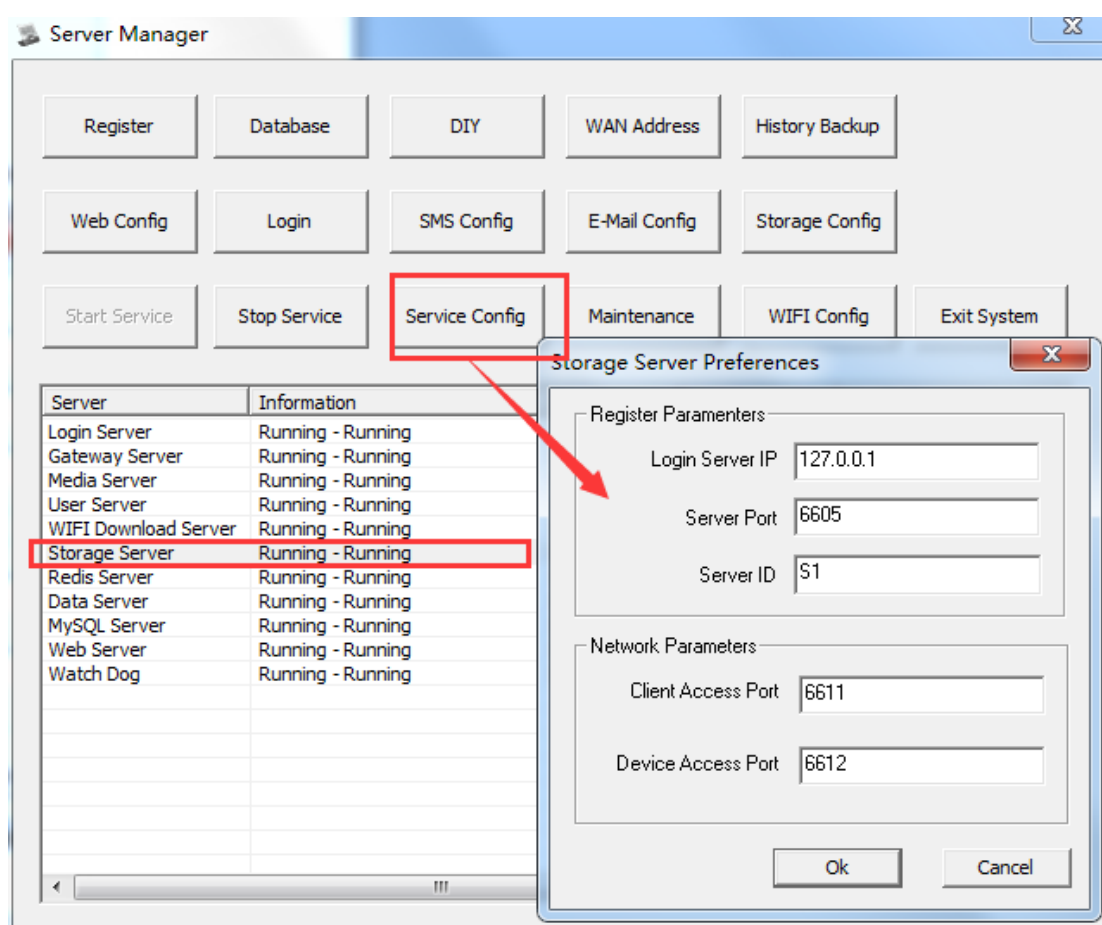 Server Manager
Register Database DIY WAN Address History Backup
Web Config Login SMS Config E-Mail Config Storage Config
Start Service Stop Service Service Config Maintenance WIFI Config Exit System
Server Information
Login Server Running - Running
Gateway Server Running - Running
Media Server Running - Running
User Server Running - Running
WIFI Download Server Running - Running
Storage Server Running - Running
Redis Server Running - Running
Data Server Running - Running
MySQL Server Running - Running
Web Server Running - Running
Watch Dog Running - Running
Storage Server Preferences
Register Paramenters
Login Server IP 127.0.0.1
Server Port 6605
Server ID S1
Network Parameters
Client Access Port 6611
Device Access Port 6612
Ok Cancel